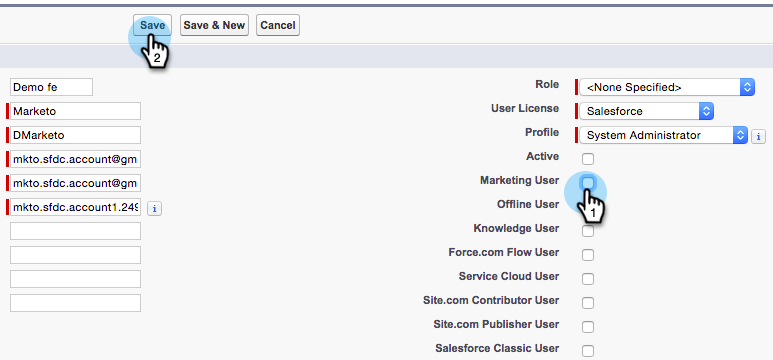 Save Save & New Cancel
2
Demo fe Role <None Specified>
Marketo User License Salesforce
DMarketo Profile System Administrator i
mkto.sfdc.account@gm Active
mkto.sfdc.account@gm Marketing User
1
mkto.sfdc.account1.249 i Offline User
Knowledge User
Force.com Flow User
Service Cloud User
Site.com Contributor User
Site.com Publisher User
Salesforce Classic User